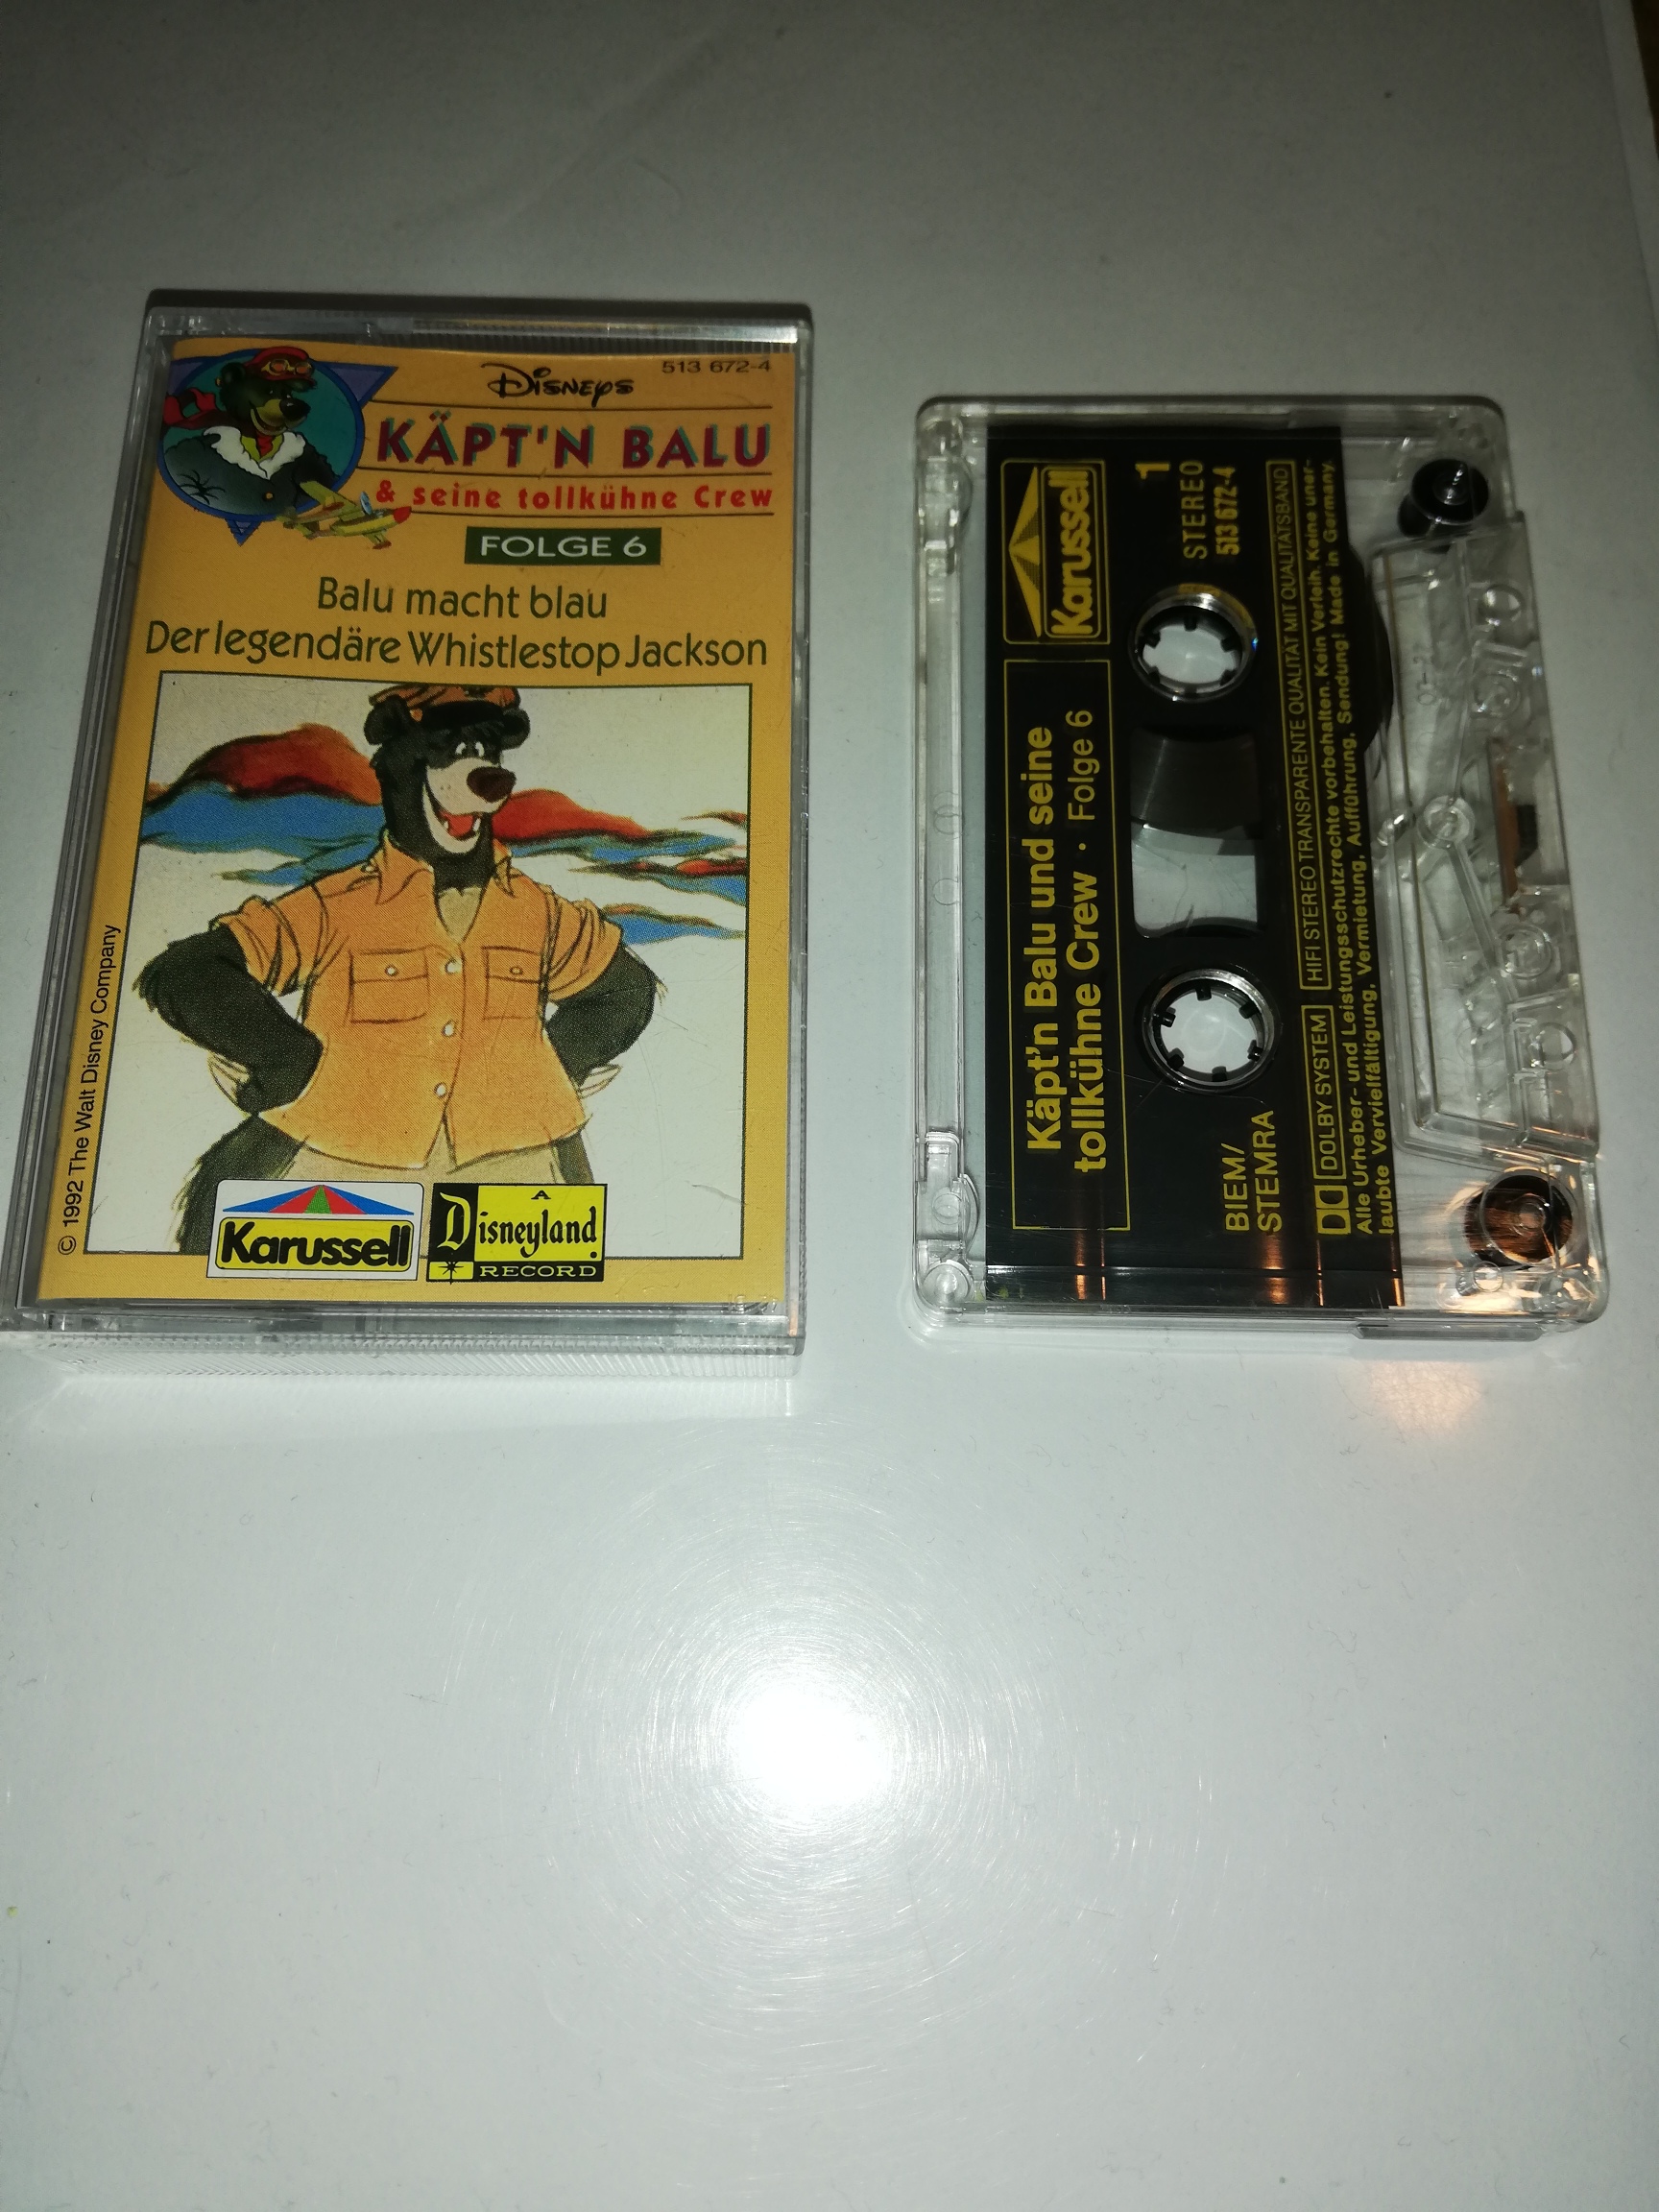 513 672-4
Disneys
KÄPT'N BALU
& seine tollkühne Crew
FOLGE 6
Balu macht blau
Der legendäre Whistlestop Jackson
© 1992 The Walt Disney Company
Karussell
A
Disneyland
RECORD
Karussell
Käpt'n Balu und seine
tollkühne Crew · Folge 6
1
STEREO
513 672-4
BIEM/
STEMRA
DOLBY SYSTEM
HIFI STEREO TRANSPARENTE QUALITÄT MIT QUALITÄTSBAND
Alle Urheber- und Leistungsschutzrechte vorbehalten. Kein Verleih. Keine uner-
laubte Vervielfältigung, Vermietung, Aufführung, Sendung! Made in Germany.